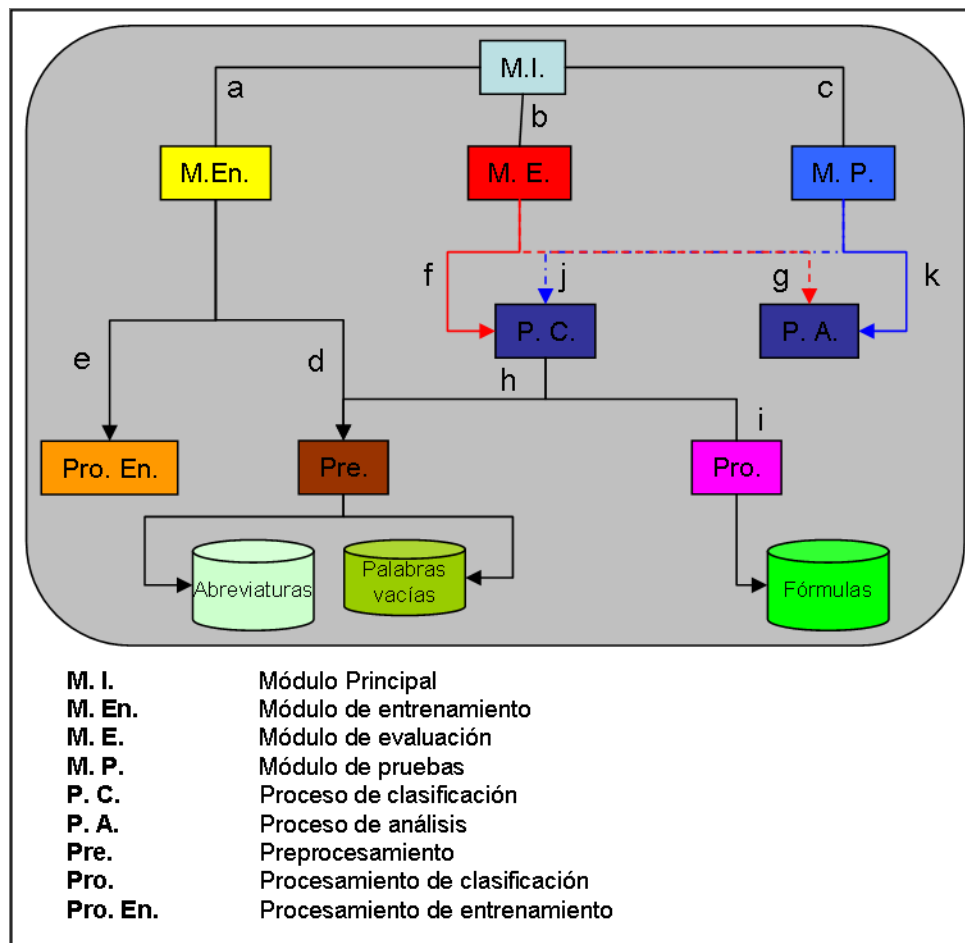 M.I.
a
b
c
M.En.
M. E.
M. P.
f
j
g
k
P. C.
P. A.
e
d
h
i
Pro. En.
Pre.
Pro.
Abreviaturas
Palabras
vacías
Fórmulas
M. I. Módulo Principal
M. En. Módulo de entrenamiento
M. E. Módulo de evaluación
M. P. Módulo de pruebas
P. C. Proceso de clasificación
P. A. Proceso de análisis
Pre. Preprocesamiento
Pro. Procesamiento de clasificación
Pro. En. Procesamiento de entrenamiento